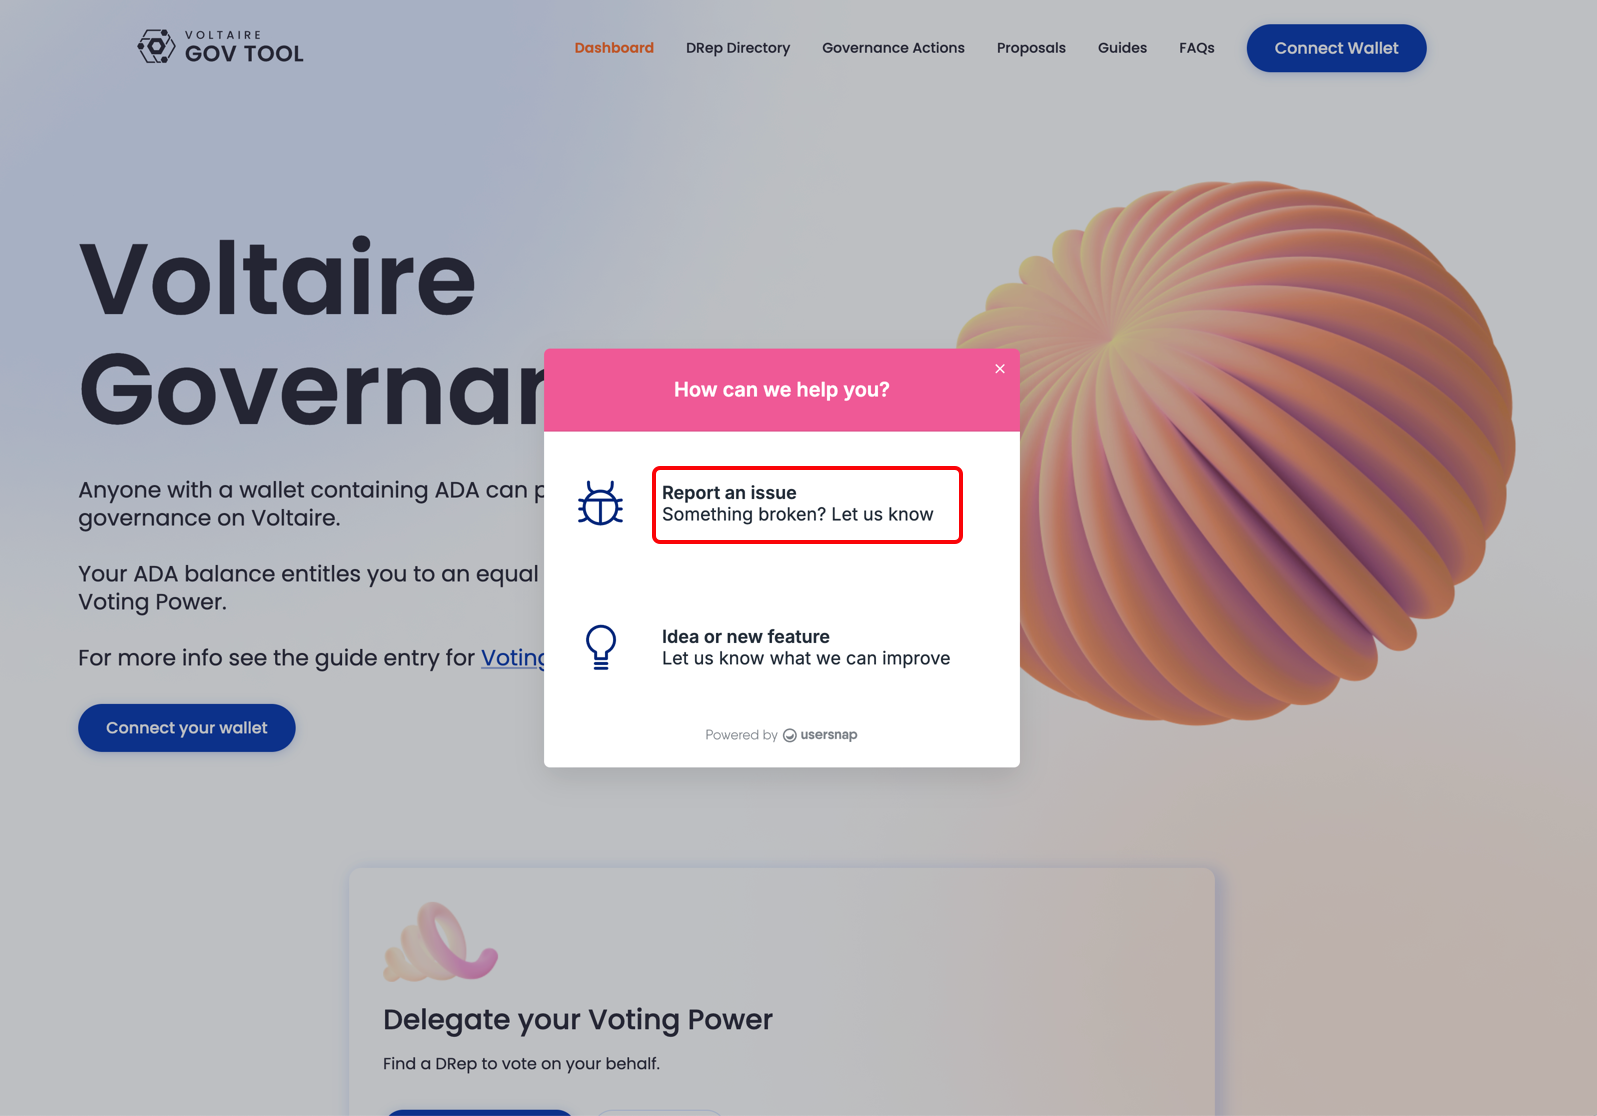 VOLTAIRE
GOV TOOL
Dashboard
DRep Directory
Governance Actions
Proposals
Guides
FAQs
Connect Wallet
Voltaire
Governan
Anyone with a wallet containing ADA can p
governance on Voltaire.
Your ADA balance entitles you to an equal
Voting Power.
For more info see the guide entry for Voting
Connect your wallet
How can we help you?
Report an issue
Something broken? Let us know
Idea or new feature
Let us know what we can improve
Powered by usersnap
Delegate your Voting Power
Find a DRep to vote on your behalf.